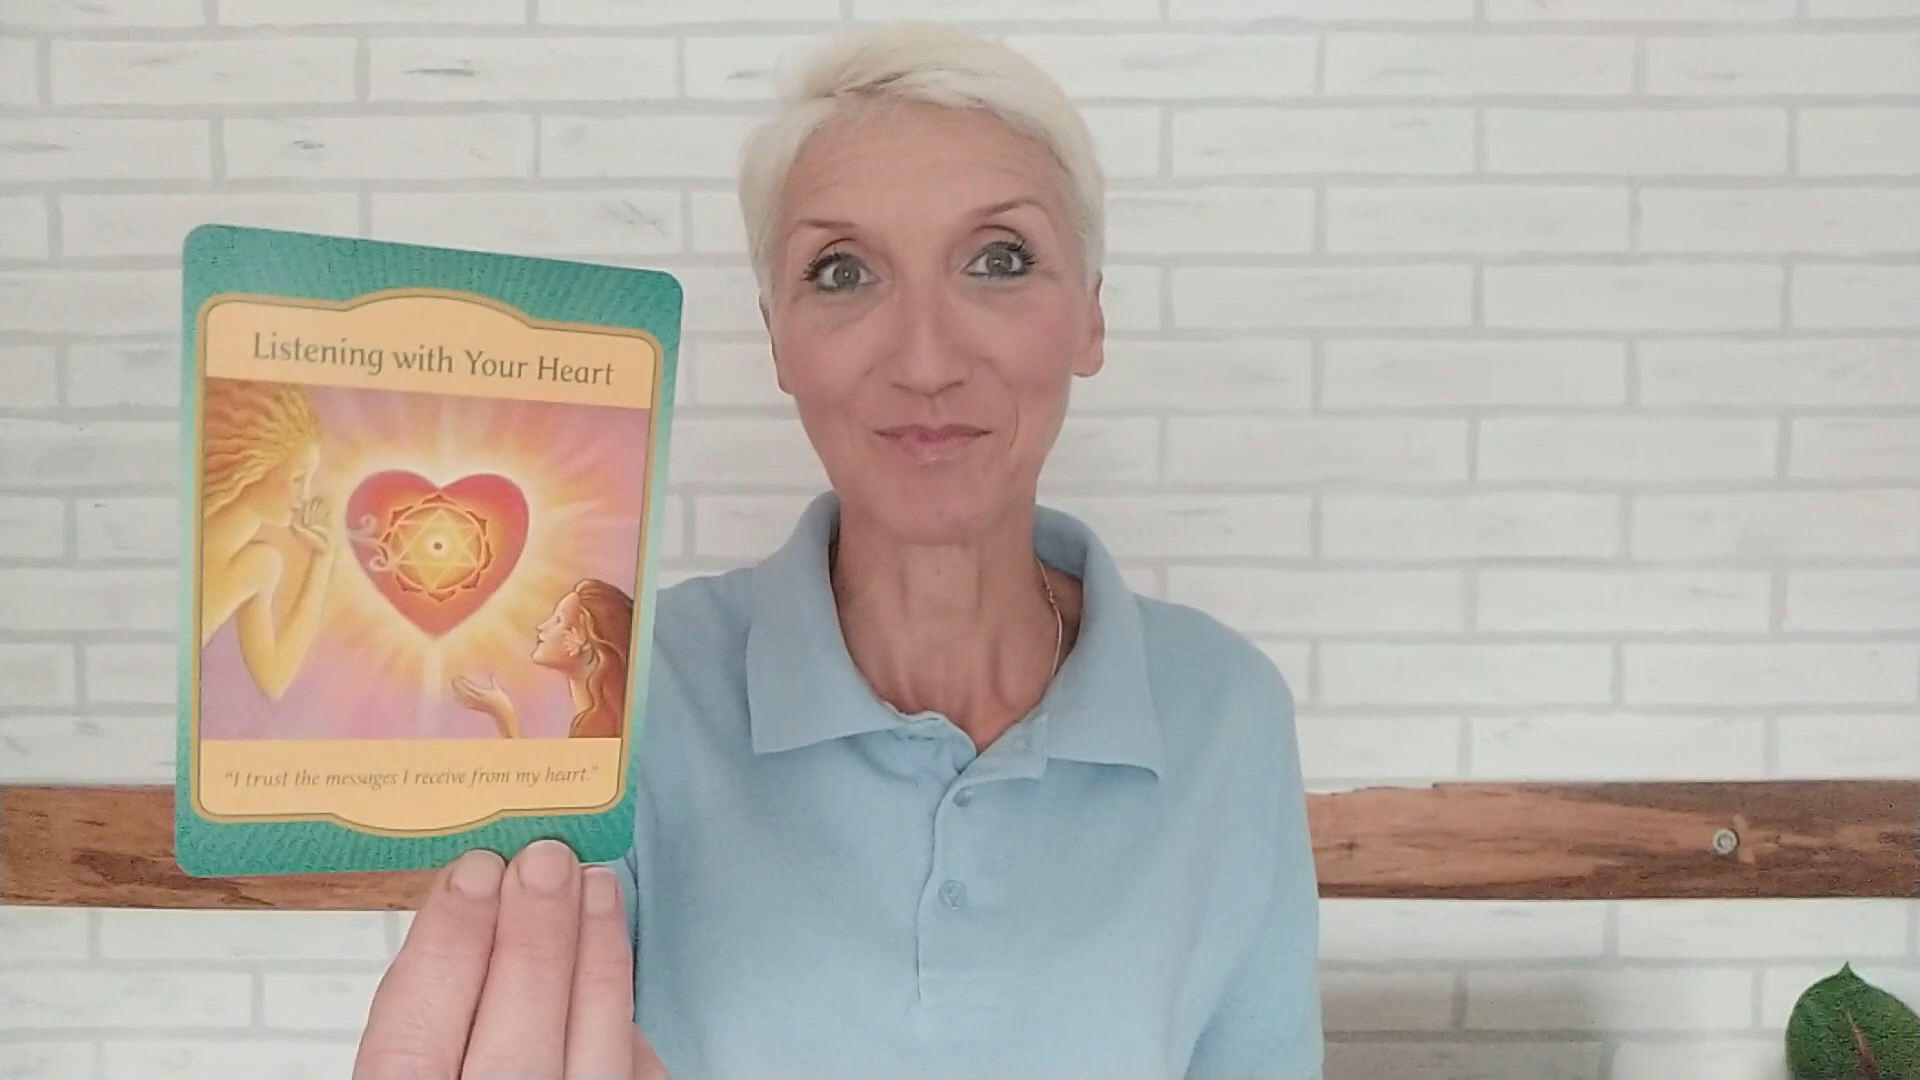 Listening with Your Heart
"I trust the messages I receive from my heart."